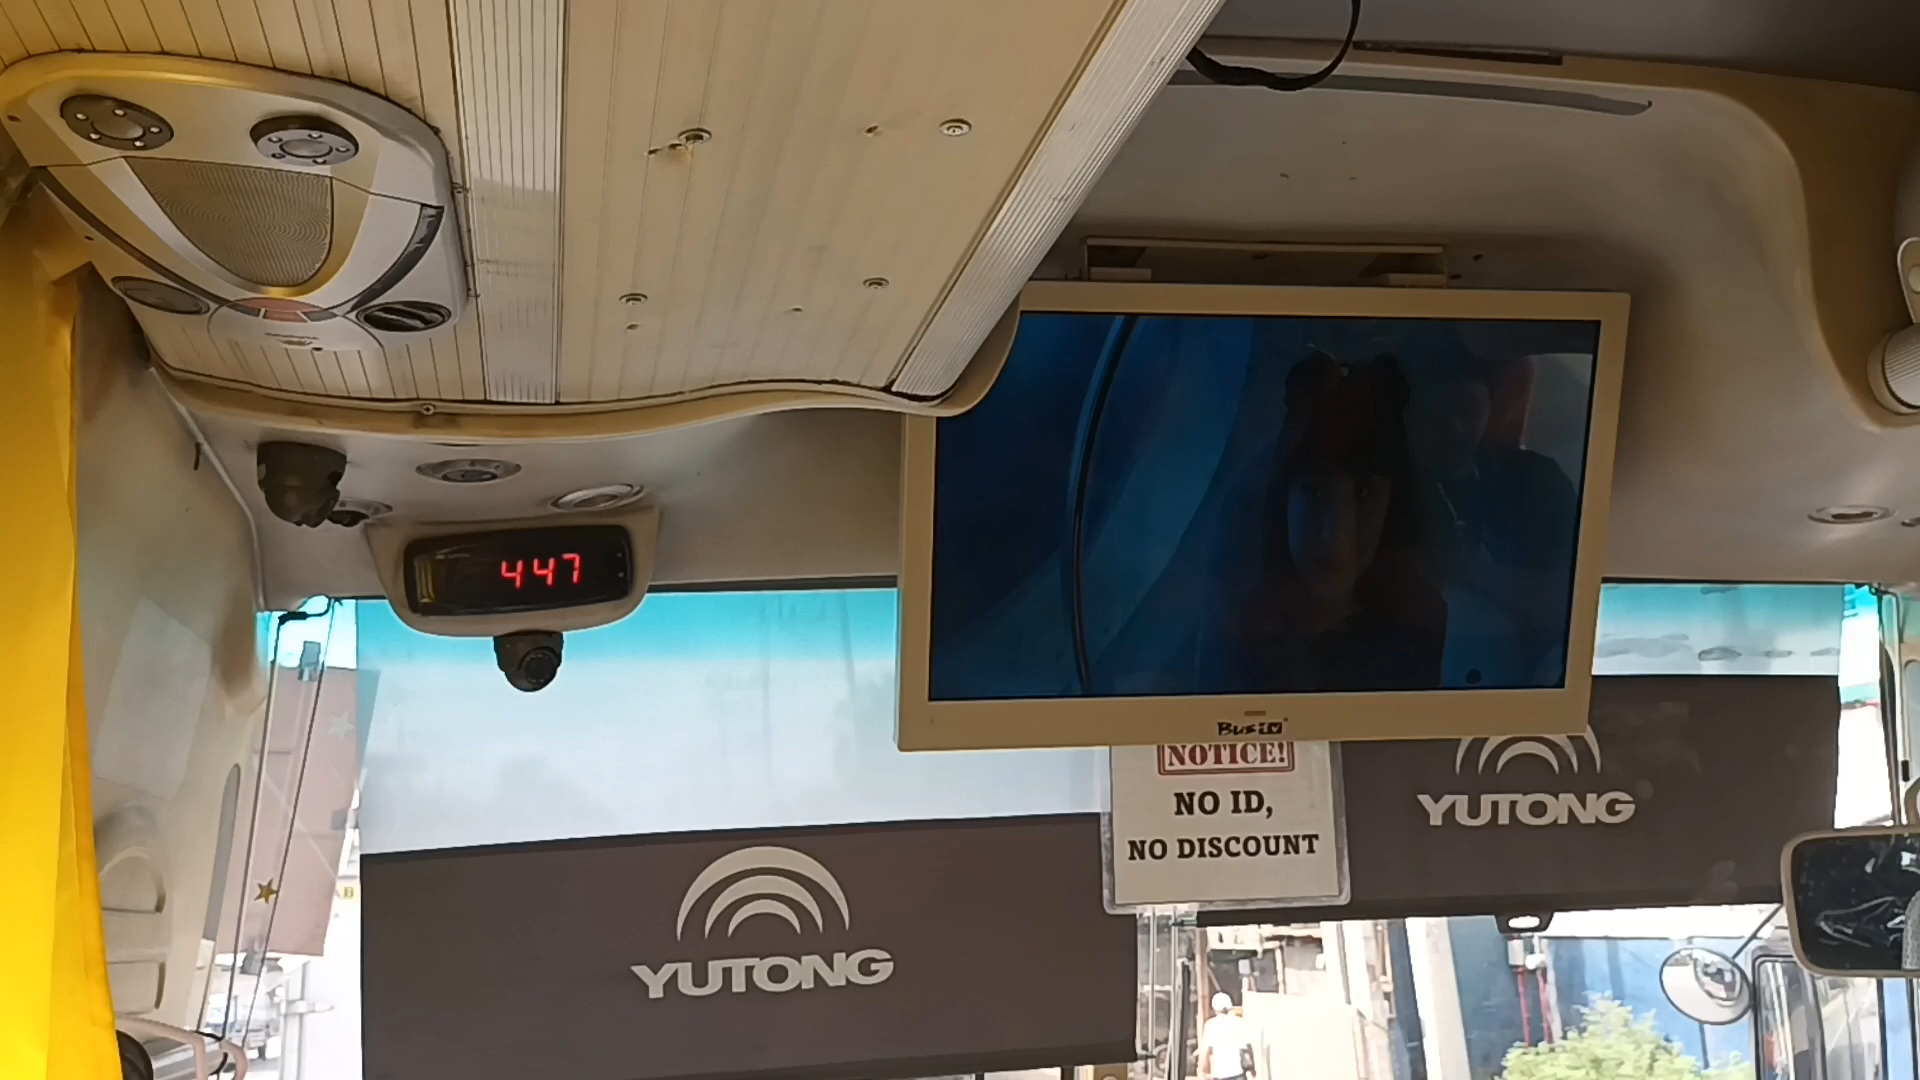 447
BusTV
NOTICE!
NO ID,
NO DISCOUNT
YUTONG
YUTONG